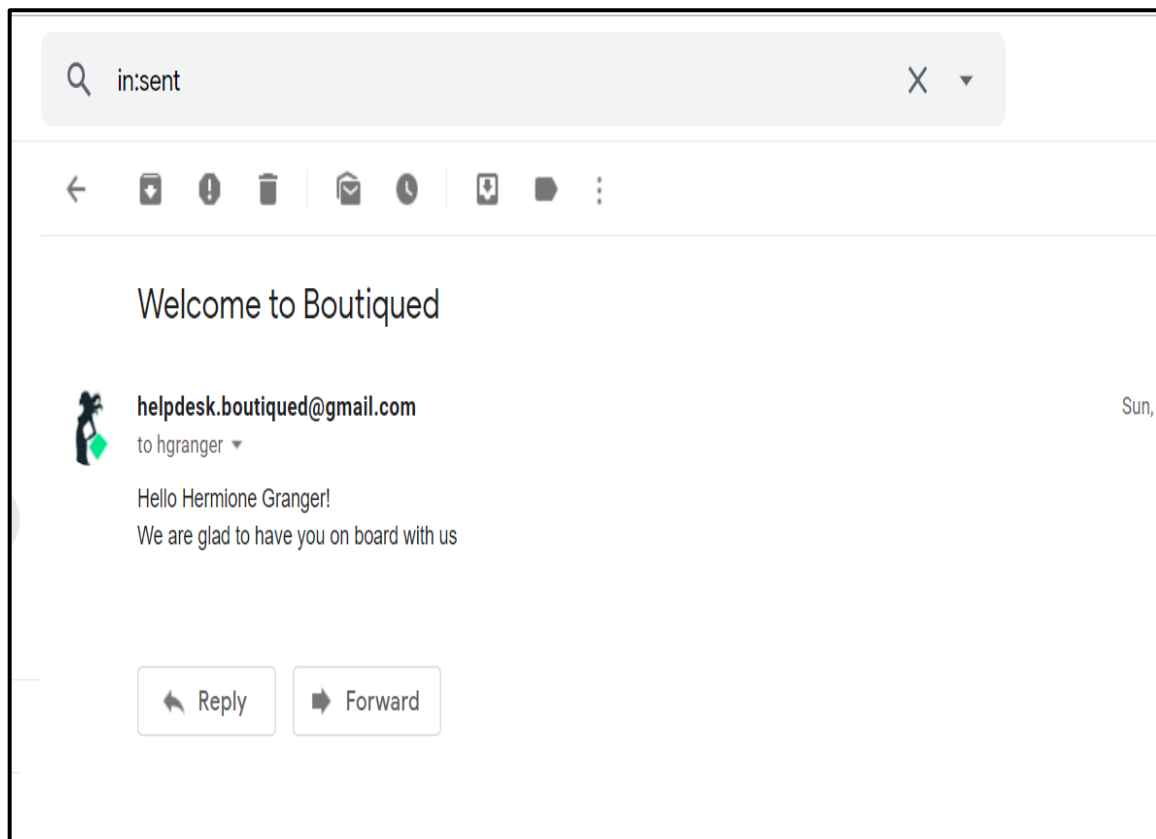 in:sent
Welcome to Boutiqued
helpdesk.boutiqued@gmail.com
Sun,
to hgranger
Hello Hermione Granger!
We are glad to have you on board with us
Reply
Forward